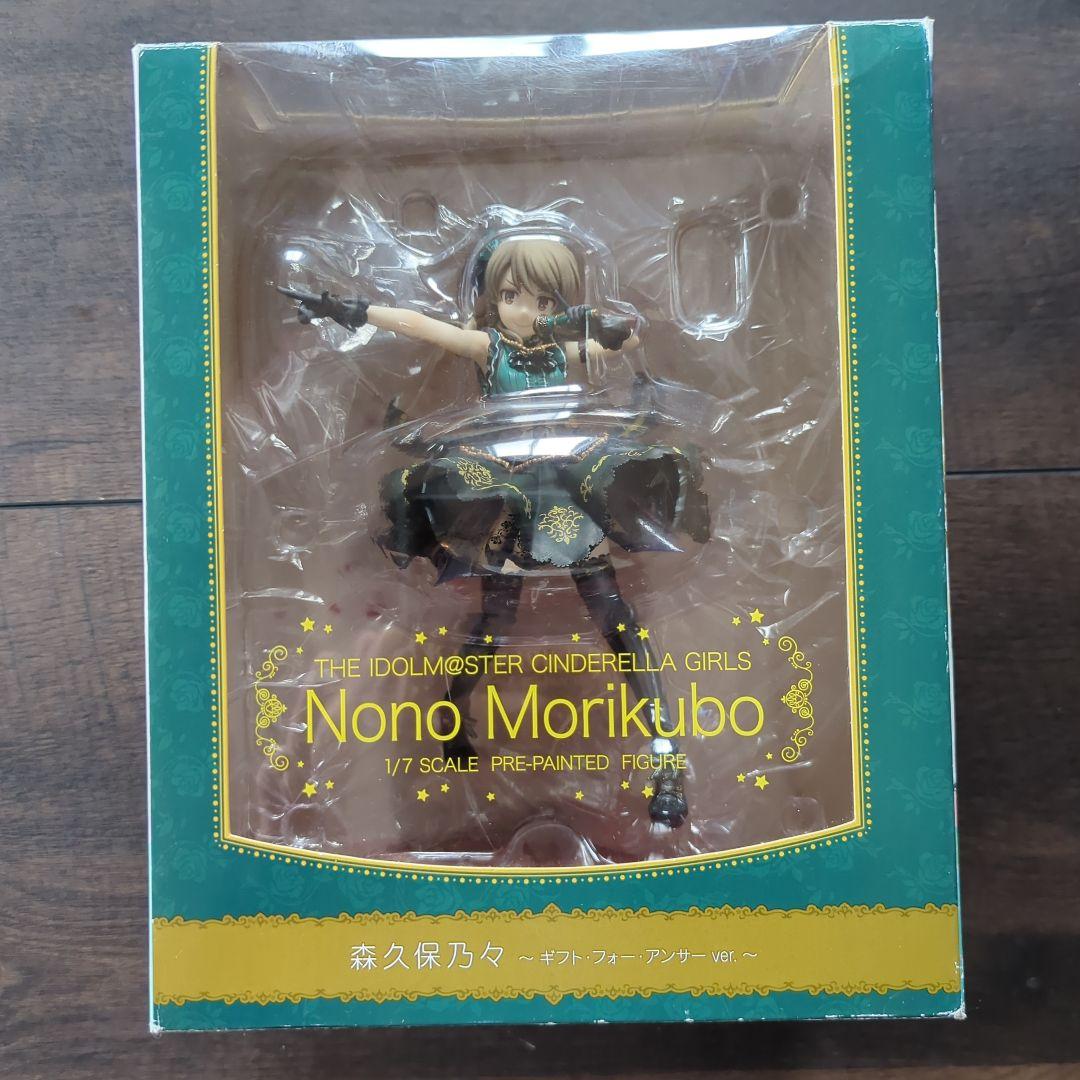 THE IDOLM@STER CINDERELLA GIRLS
Nono Morikubo
1/7 SCALE PRE-PAINTED FIGURE
森久保乃々 ～ ギフト・フォー・アンサー ver. ～